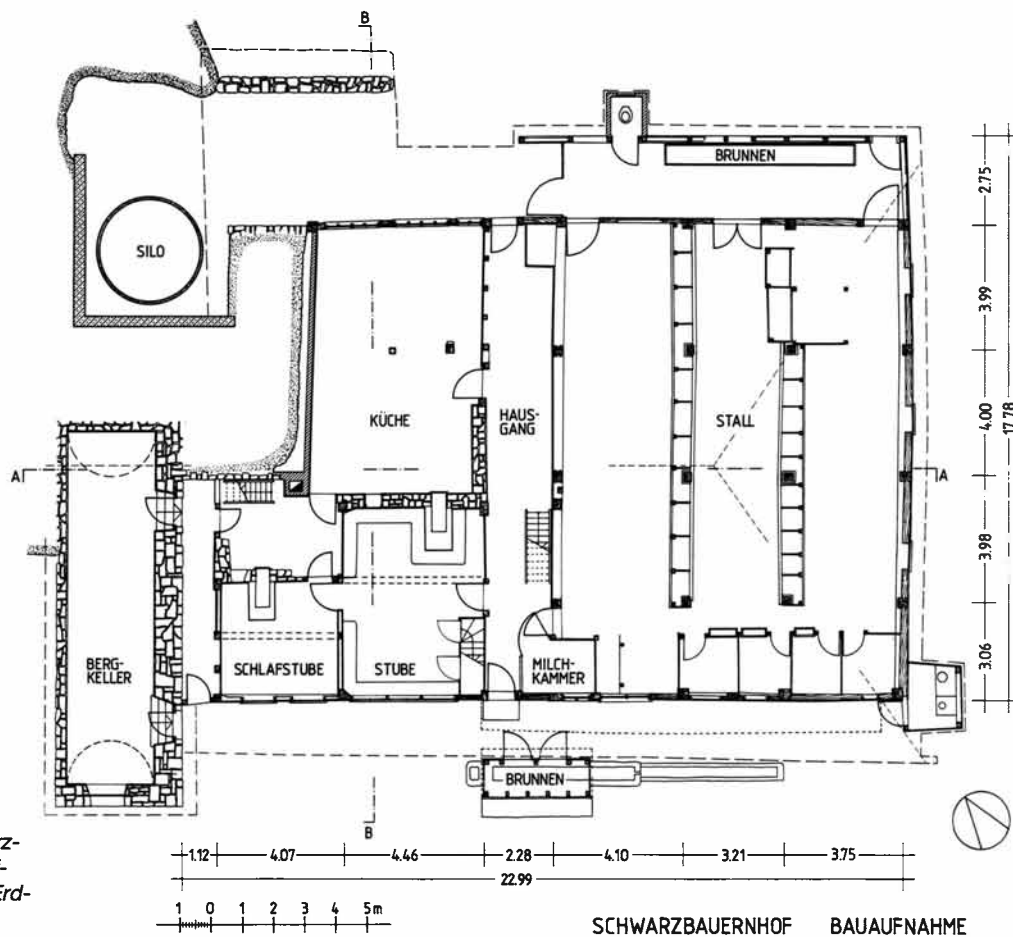 B
BRUNNEN
2.75
SILO
3.99
KÜCHE
HAUS-
GANG
STALL
4.00
17.78
A
A
3.98
BERG-
KELLER
SCHLAFSTUBE
STUBE
MILCH-
KAMMER
3.06
BRUNNEN
B
rz-
Erd-
1.12 4.07 4.46 2.28 4.10 3.21 3.75
22.99
1 0 1 2 3 4 5m
SCHWARZBAUERNHOF BAUAUFNAHME